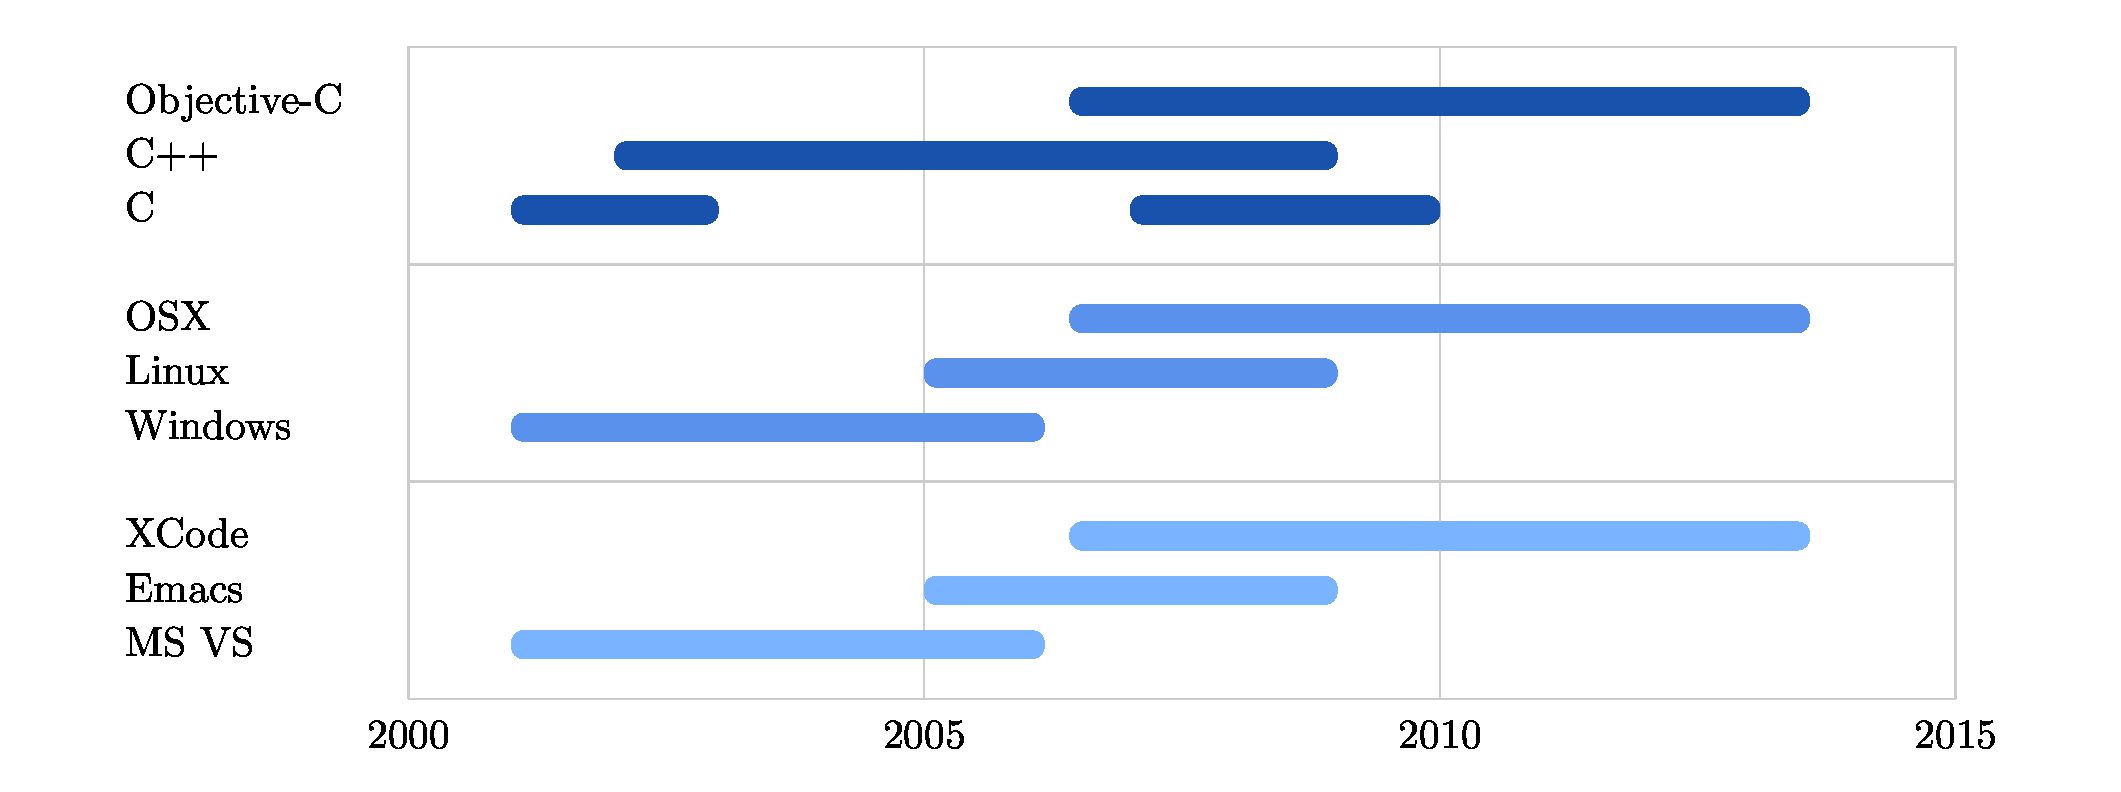 Objective-C
C++
C
OSX
Linux
Windows
XCode
Emacs
MS VS
2000 2005 2010 2015